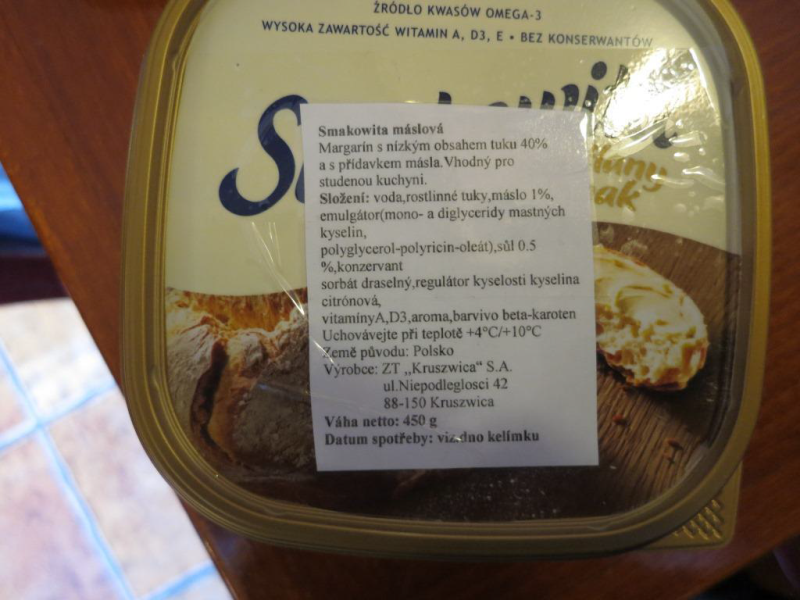 ŹRÓDŁO KWASÓW OMEGA-3
WYSOKA ZAWARTOŚĆ WITAMIN A, D3, E • BEZ KONSERWANTÓW
Smakowita máslová
Margarín s nízkým obsahem tuku 40%
a s přídavkem másla.Vhodný pro
studenou kuchyni.
Složení: voda,rostlinné tuky,máslo 1%,
emulgátor(mono- a diglyceridy mastných
kyselin,
polyglycerol-polyricin-oleát),sůl 0.5
%,konzervant
sorbát draselný,regulátor kyselosti kyselina
citrónová,
vitamínyA,D3,aroma,barvivo beta-karoten
Uchovávejte při teplotě +4°C/+10°C
Země původu: Polsko
Výrobce: ZT „Kruszwica“ S.A.
ul.Niepodleglosci 42
88-150 Kruszwica
Váha netto: 450 g
Datum spotřeby: viz dno kelímku